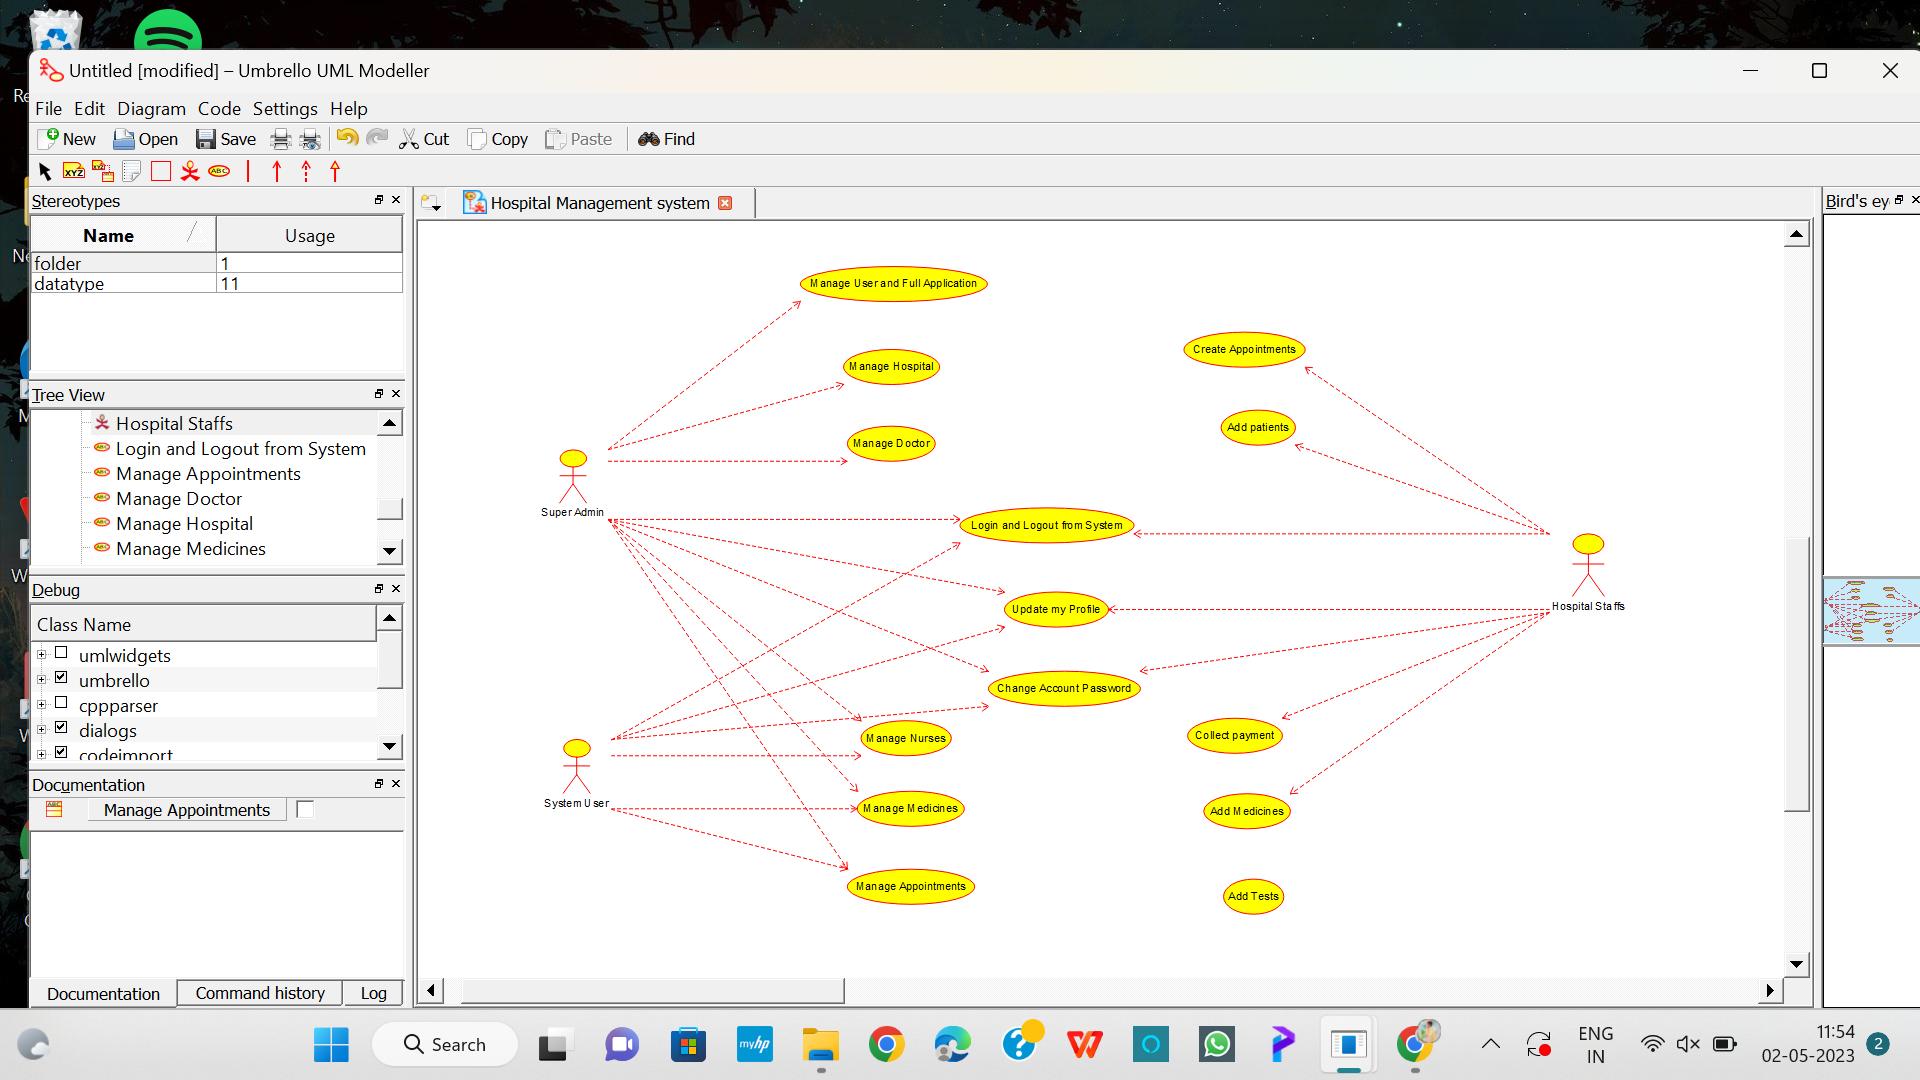 Untitled [modified] – Umbrello UML Modeller
File Edit Diagram Code Settings Help
New Open Save Cut Copy Paste Find
XYZ XYZ ABC
Stereotypes
Name Usage
folder 1
datatype 11
Tree View
Hospital Staffs
Login and Logout from System
Manage Appointments
Manage Doctor
Manage Hospital
Manage Medicines
Debug
Class Name
umlwidgets
umbrello
cppparser
dialogs
codeimport
Documentation
Manage Appointments
Documentation Command history Log
Hospital Management system
Manage User and Full Application
Manage Hospital
Manage Doctor
Super Admin
Login and Logout from System
Update my Profile
Change Account Password
Manage Nurses
System User
Manage Medicines
Manage Appointments
Create Appointments
Add patients
Hospital Staffs
Collect payment
Add Medicines
Add Tests
Bird's ey
Search
myhp
ENG
IN
11:54
02-05-2023
2